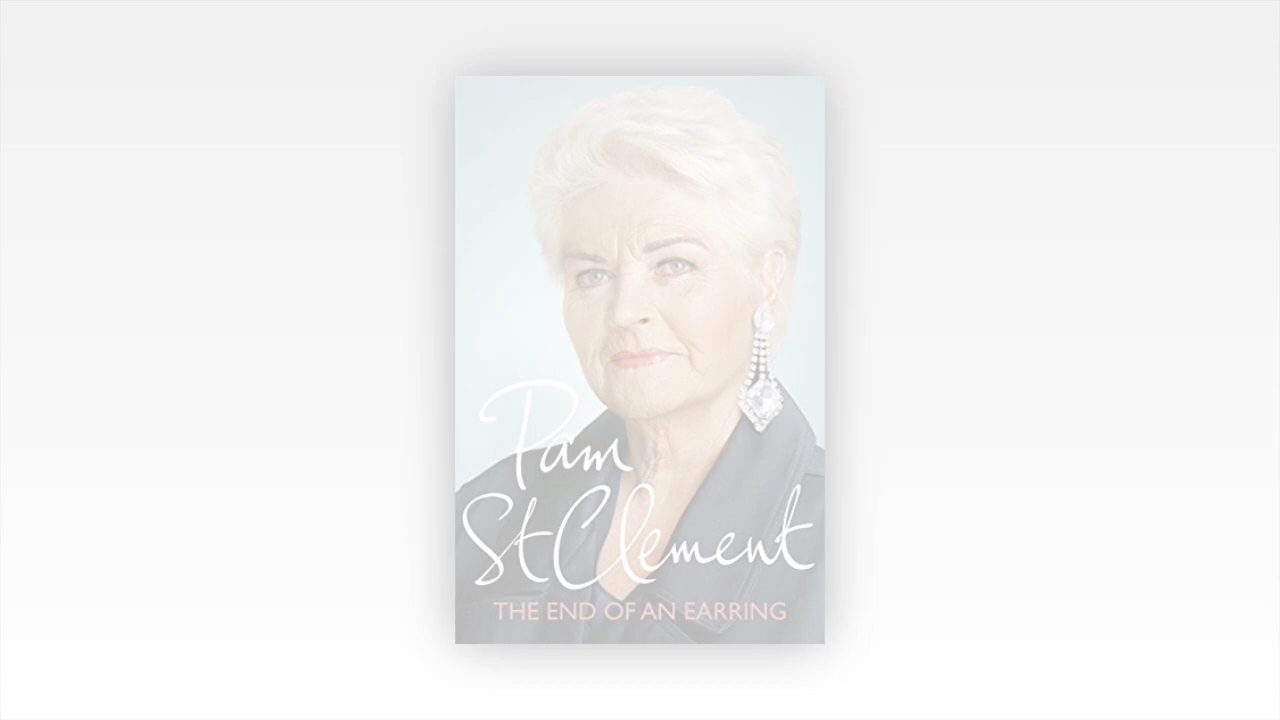 Pam
St Clement
THE END OF AN EARRING